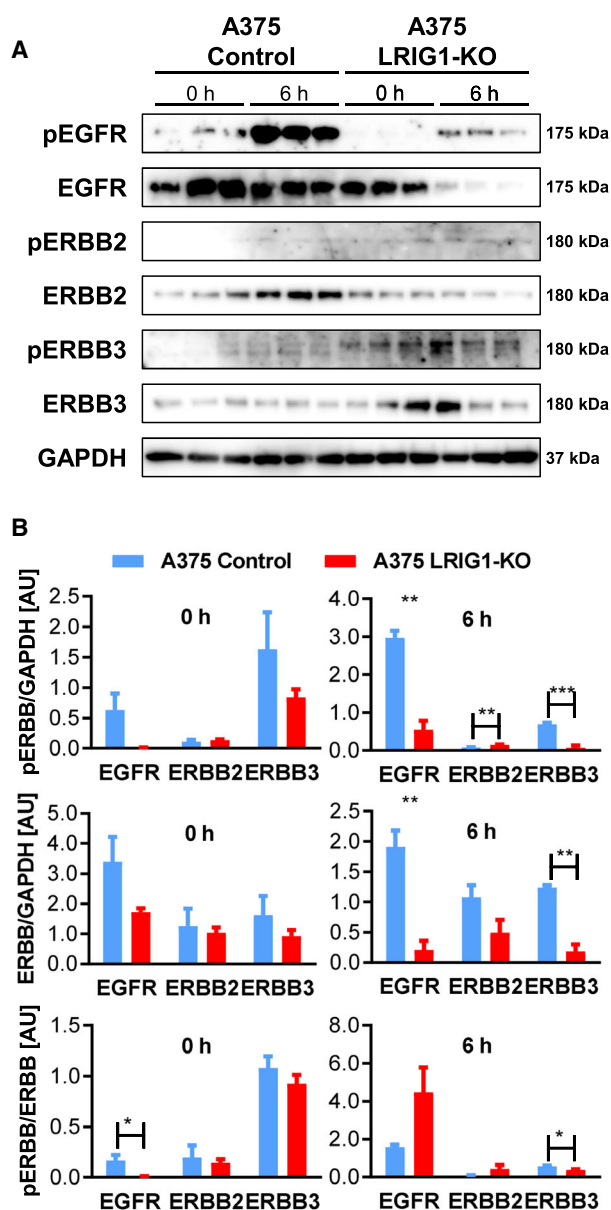 A
A375 Control
A375 LRIG1-KO
0 h 6 h 0 h 6 h
pEGFR 175 kDa
EGFR 175 kDa
pERBB2 180 kDa
ERBB2 180 kDa
pERBB3 180 kDa
ERBB3 180 kDa
GAPDH 37 kDa
B
A375 Control A375 LRIG1-KO
pERBB/GAPDH [AU]
2.5
2.0
1.5
1.0
0.5
0.0
0 h
EGFR ERBB2 ERBB3
4.0
3.0
2.0
1.0
0.0
6 h
**
**
***
EGFR ERBB2 ERBB3
ERBB/GAPDH [AU]
5.0
4.0
3.0
2.0
1.0
0.0
0 h
EGFR ERBB2 ERBB3
2.5
2.0
1.5
1.0
0.5
0.0
6 h
**
**
EGFR ERBB2 ERBB3
pERBB/ERBB [AU]
1.5
1.0
0.5
0.0
0 h
*
EGFR ERBB2 ERBB3
8.0
6.0
4.0
2.0
0.0
6 h
*
EGFR ERBB2 ERBB3